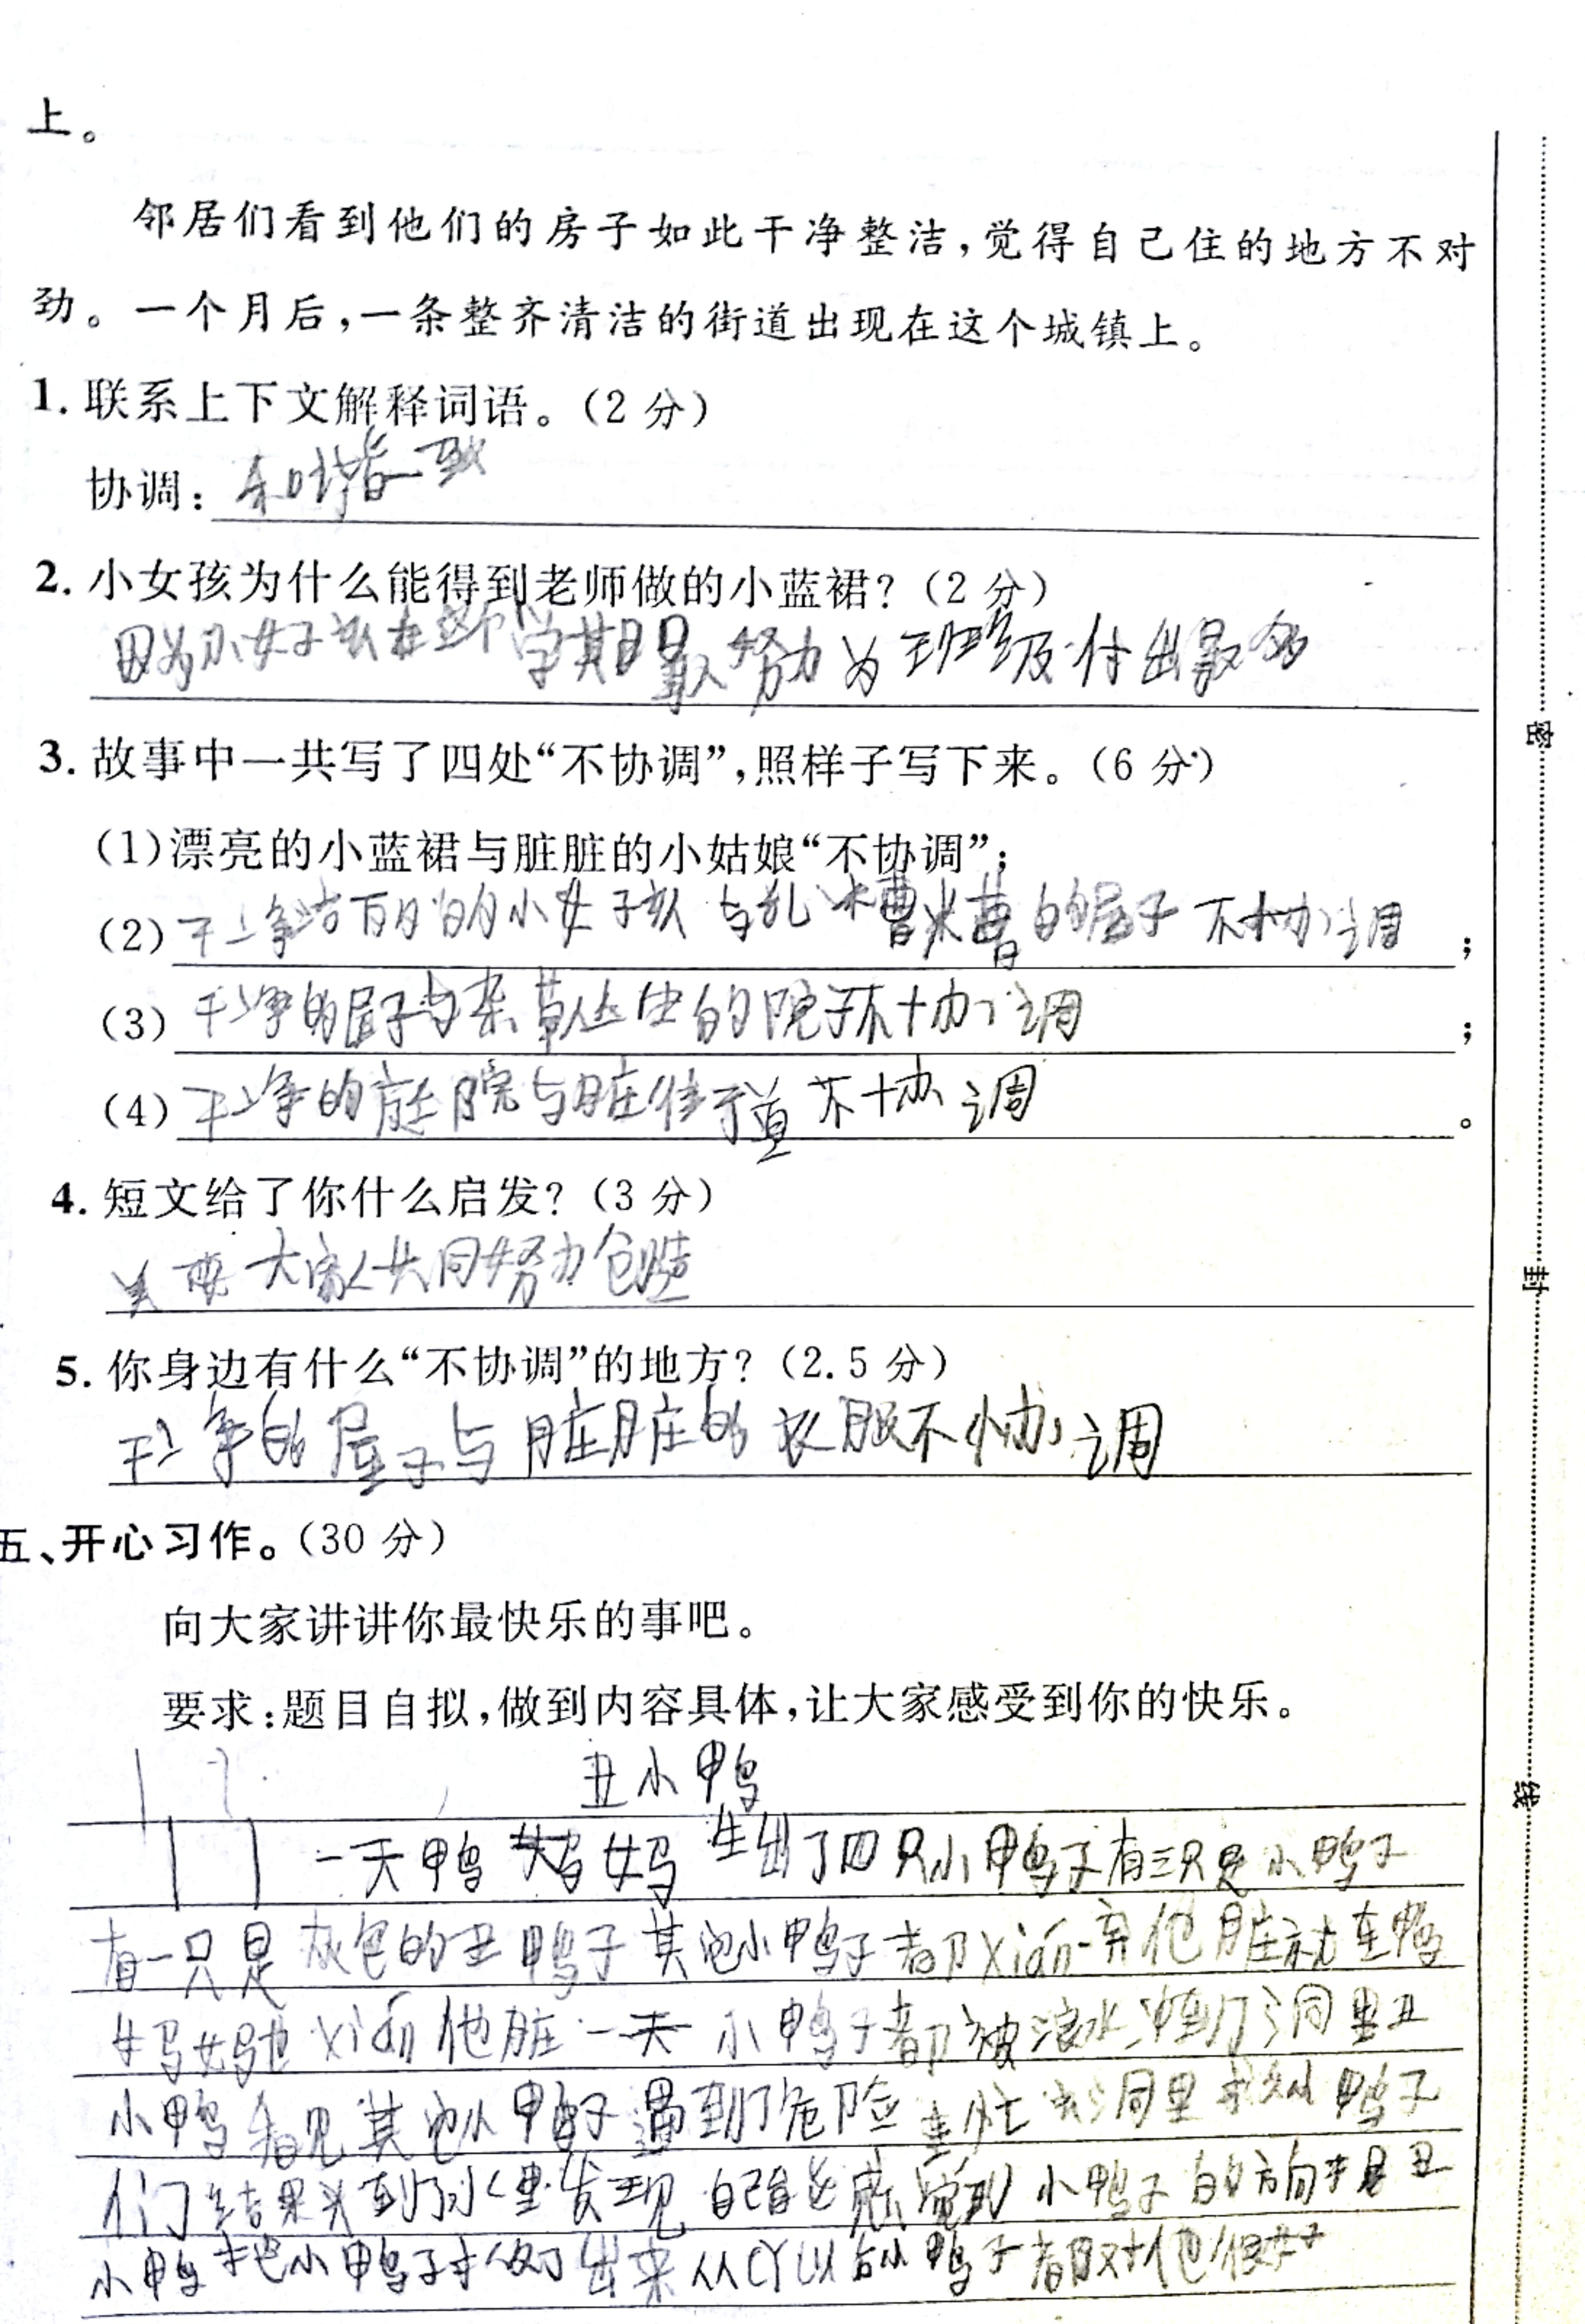 上。
邻居们看到他们的房子如此干净整洁,觉得自己住的地方不对
劲。一个月后,一条整齐清洁的街道出现在这个城镇上。
1. 联系上下文解释词语。(2 分)
协调: 和谐一致
2. 小女孩为什么能得到老师做的小蓝裙?(2 分)
因为小女孩在这个学期最努力为班级付出最多
3. 故事中一共写了四处“不协调”,照样子写下来。(6 分)
(1)漂亮的小蓝裙与脏脏的小姑娘“不协调”;
(2)干净漂亮的小女孩与乱糟糟的屋子不协调;
(3)干净的屋子与杂草丛生的院子不协调;
(4)干净的庭院与脏街道不协调。
4. 短文给了你什么启发?(3 分)
美要大家共同努力创造
5. 你身边有什么“不协调”的地方?(2.5 分)
干净的屋子与脏脏的衣服不协调
五、开心习作。(30 分)
向大家讲讲你最快乐的事吧。
要求:题目自拟,做到内容具体,让大家感受到你的快乐。
丑小鸭
一天鸭妈妈生出了四只小鸭子有三只是小鸭子
有一只是灰色的丑鸭子其他小鸭子都xián弃他脏就连鸭
妈妈也xián他脏一天小鸭子都被浪水冲到了洞里丑
小鸭看见其他小鸭子遇到了危险连忙去洞里求鸭子
们结果头到了水里发现自己能感觉到小鸭子的方向于是丑
小鸭把小鸭子救了出来从CY以后小鸭子都对他很好
密
封
线